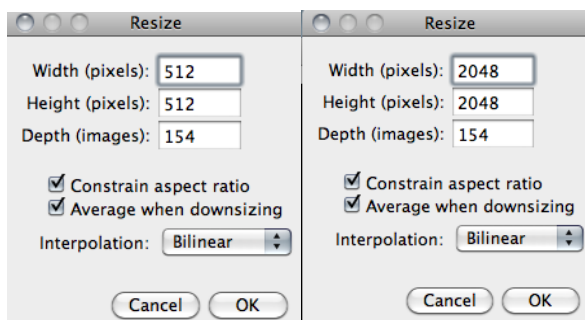 Resize
Width (pixels): 512
Height (pixels): 512
Depth (images): 154
Constrain aspect ratio
Average when downsizing
Interpolation: Bilinear
Cancel OK
Resize
Width (pixels): 2048
Height (pixels): 2048
Depth (images): 154
Constrain aspect ratio
Average when downsizing
Interpolation: Bilinear
Cancel OK